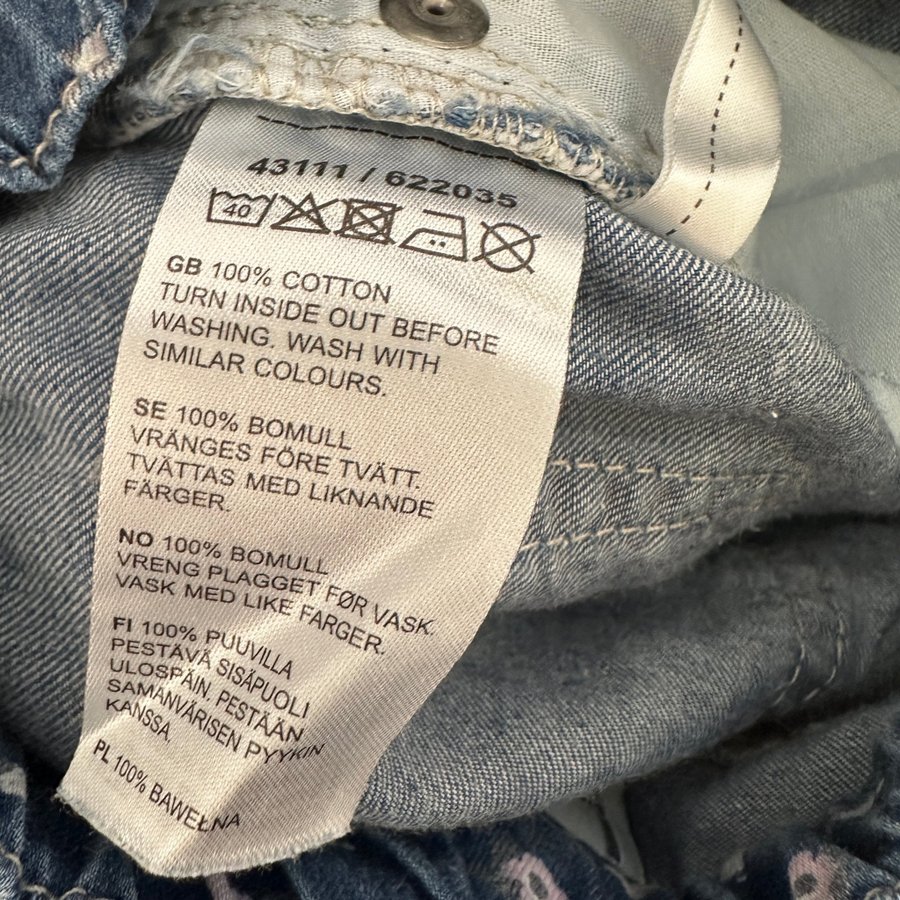 43111 / 622035
40
GB 100% COTTON
TURN INSIDE OUT BEFORE
WASHING. WASH WITH
SIMILAR COLOURS.
SE 100% BOMULL
VRÄNGES FÖRE TVÄTT.
TVÄTTAS MED LIKNANDE
FÄRGER.
NO 100% BOMULL
VRENG PLAGGET FØR VASK.
VASK MED LIKE FARGER.
FI 100% PUUVILLA
PESTÄVÄ SISÄPUOLI
ULOSPÄIN. PESTÄÄN
SAMANVÄRISEN PYYKIN
KANSSA.
PL 100% BAWEŁNA